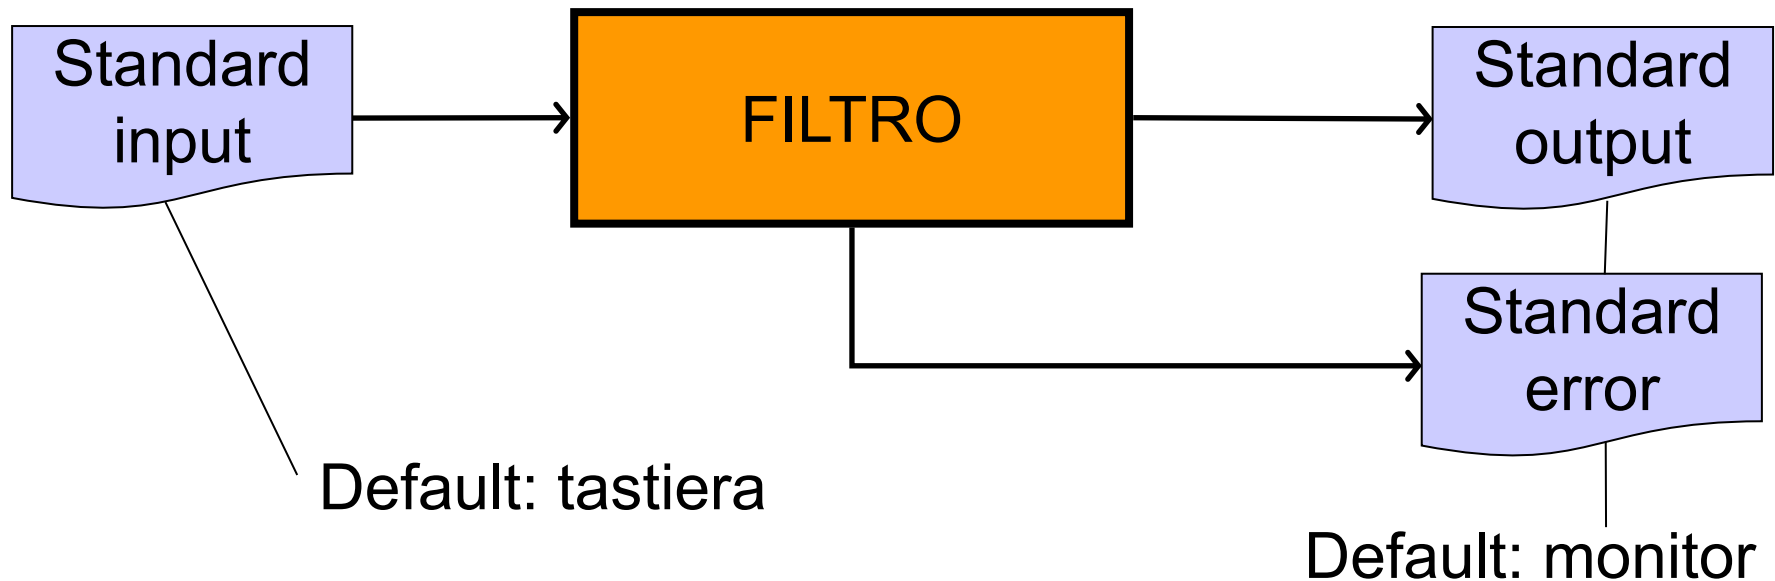 Standard
input
FILTRO
Standard
output
Standard
error
Default: tastiera
Default: monitor